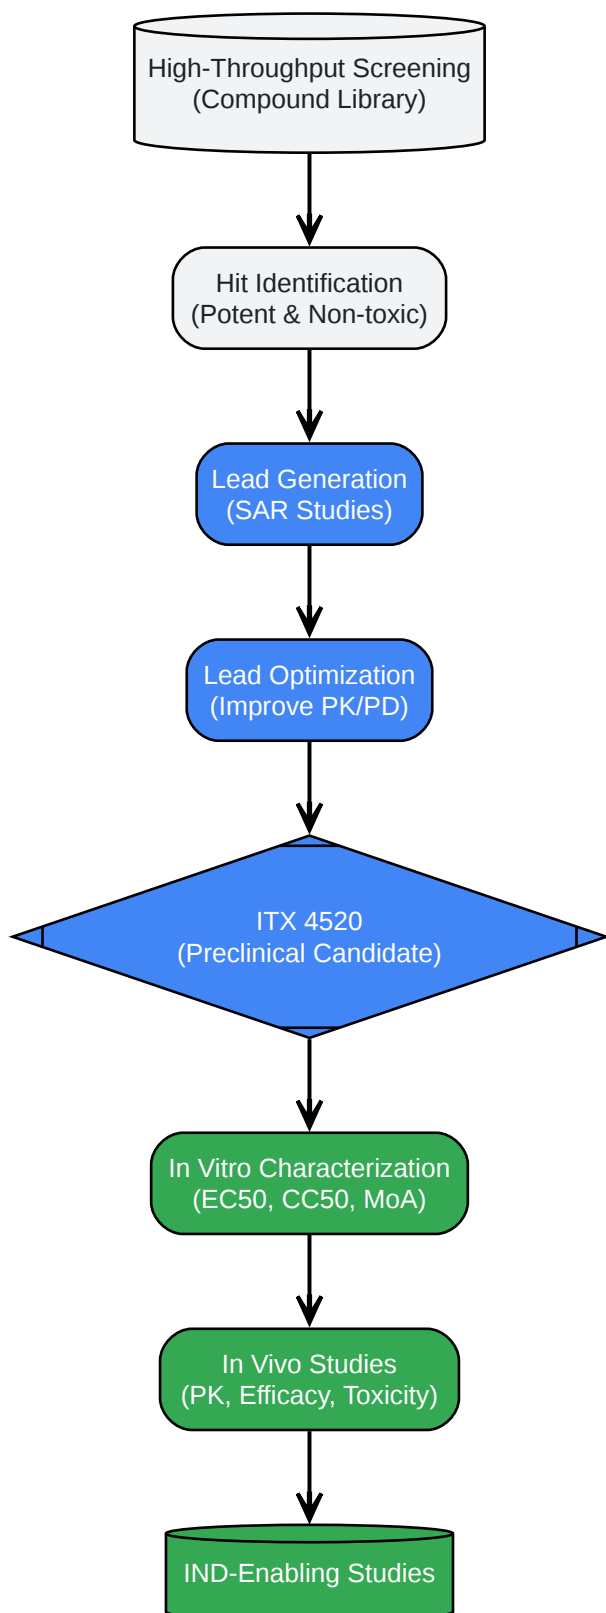 High-Throughput Screening
(Compound Library)
Hit Identification
(Potent & Non-toxic)
Lead Generation
(SAR Studies)
Lead Optimization
(Improve PK/PD)
ITX 4520
(Preclinical Candidate)
In Vitro Characterization
(EC50, CC50, MoA)
In Vivo Studies
(PK, Efficacy, Toxicity)
IND-Enabling Studies